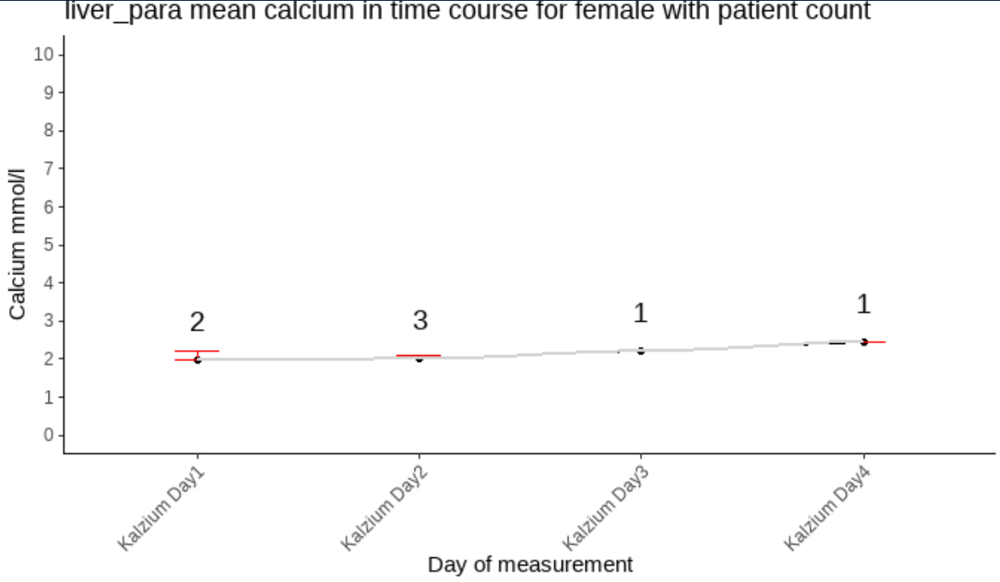 liver_para mean calcium in time course for female with patient count
10
9
8
7
6
5
4
3
2
1
0
Calcium mmol/l
2
3
1
1
Kalzium Day1
Kalzium Day2
Kalzium Day3
Kalzium Day4
Day of measurement